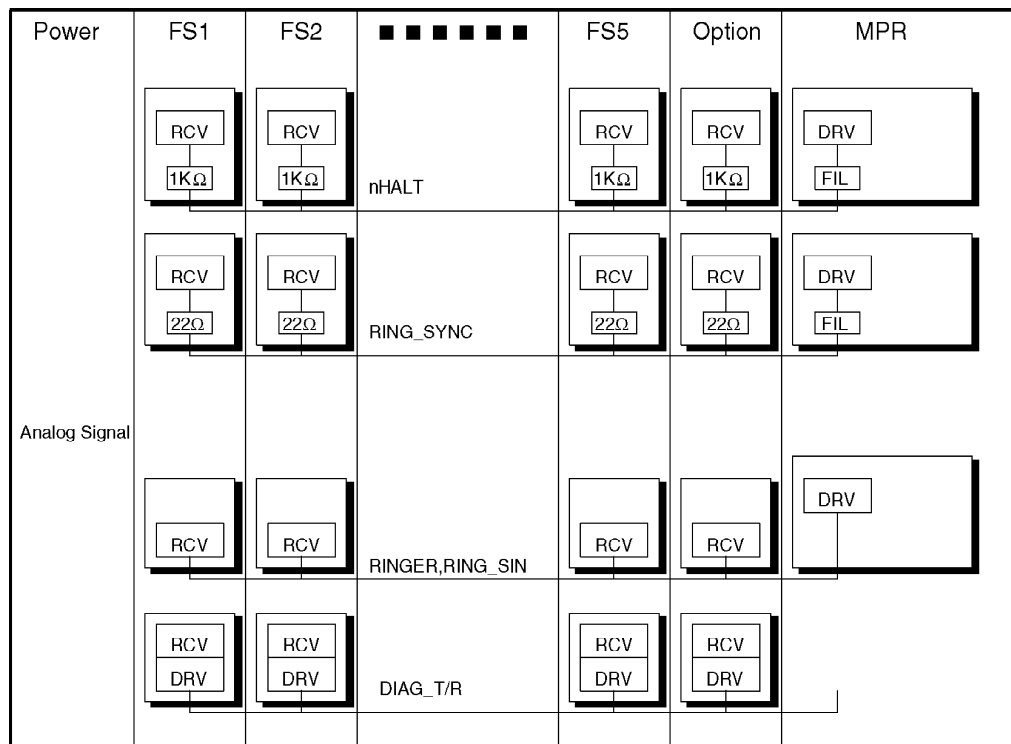 Power FS1 FS2 ■ ■ ■ ■ ■ ■ FS5 Option MPR
RCV RCV RCV RCV DRV
1KΩ 1KΩ nHALT 1KΩ 1KΩ FIL
RCV RCV RCV RCV DRV
22Ω 22Ω RING_SYNC 22Ω 22Ω FIL
Analog Signal
DRV
RCV RCV RCV RCV
RINGER,RING_SIN
RCV RCV RCV RCV
DRV DRV DIAG_T/R DRV DRV